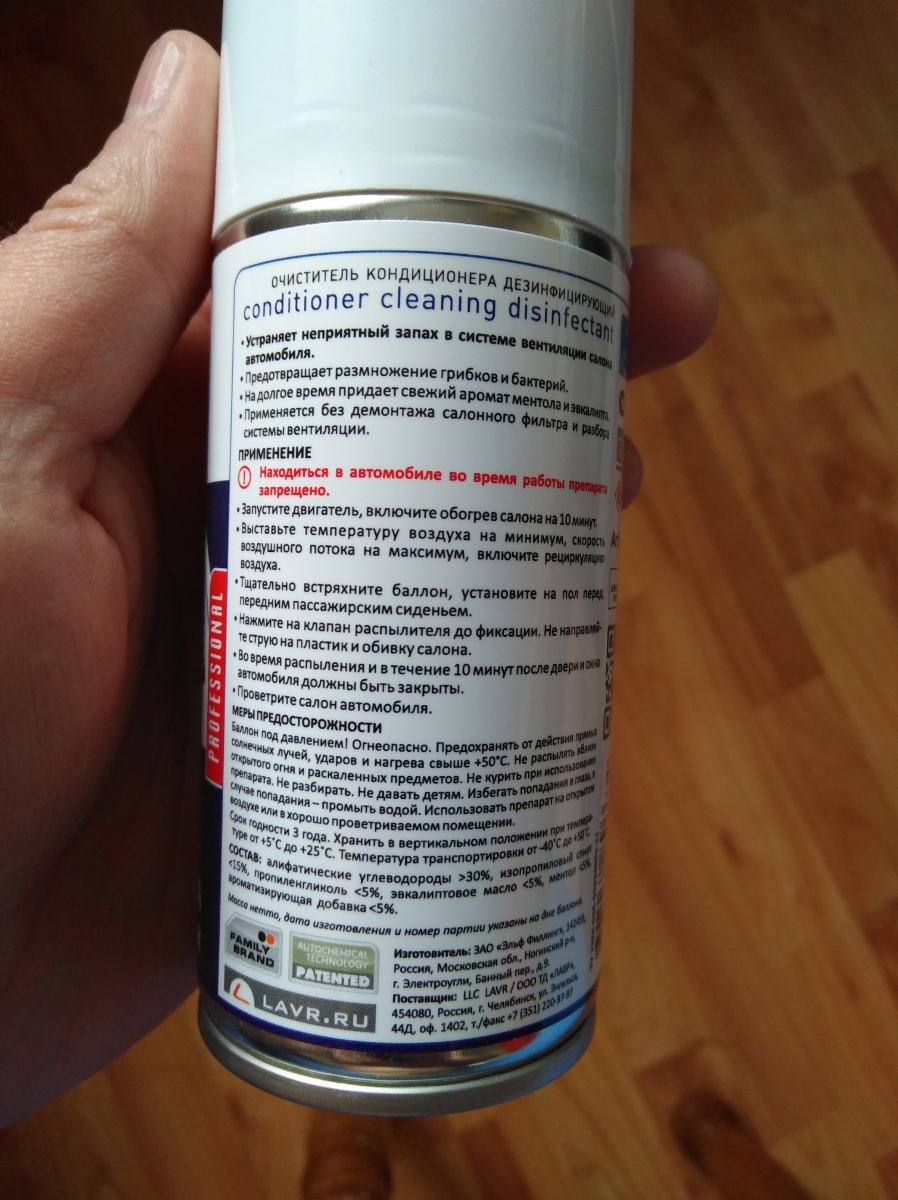 ОЧИСТИТЕЛЬ КОНДИЦИОНЕРА ДЕЗИНФИЦИРУЮЩИЙ
conditioner cleaning disinfectant
• Устраняет неприятный запах в системе вентиляции салона
автомобиля.
• Предотвращает размножение грибков и бактерий.
• На долгое время придает свежий аромат ментола и эвкалипта.
• Применяется без демонтажа салонного фильтра и разбора
системы вентиляции.
ПРИМЕНЕНИЕ
! Находиться в автомобиле во время работы препарата
запрещено.
• Запустите двигатель, включите обогрев салона на 10 минут.
• Выставьте температуру воздуха на минимум, скорость
воздушного потока на максимум, включите рециркуляцию
воздуха.
• Тщательно встряхните баллон, установите на пол перед
передним пассажирским сиденьем.
• Нажмите на клапан распылителя до фиксации. Не направляй-
те струю на пластик и обивку салона.
• Во время распыления и в течение 10 минут после двери и окна
автомобиля должны быть закрыты.
• Проветрите салон автомобиля.
МЕРЫ ПРЕДОСТОРОЖНОСТИ
Баллон под давлением! Огнеопасно. Предохранять от действия прямых
солнечных лучей, ударов и нагрева свыше +50°С. Не распылять вблизи
открытого огня и раскаленных предметов. Не курить при использовании
препарата. Не разбирать. Не давать детям. Избегать попадания в глаза, в
случае попадания – промыть водой. Использовать препарат на открытом
воздухе или в хорошо проветриваемом помещении.
Срок годности 3 года. Хранить в вертикальном положении при темпера-
туре от +5°С до +25°С. Температура транспортировки от -40°С до +50°С.
СОСТАВ: алифатические углеводороды >30%, изопропиловый спирт
<15%, пропиленгликоль <5%, эвкалиптовое масло <5%, ментол <5%,
ароматизирующая добавка <5%.
Масса нетто, дата изготовления и номер партии указаны на дне баллона.
FAMILY
BRAND
AUTOCHEMICAL
TECHNOLOGY
PATENTED
LAVR.RU
Изготовитель: ЗАО «Эльф Филлинг», 142455,
Россия, Московская обл., Ногинский р-н,
г. Электроугли, Банный пер., д.9.
Поставщик: LLC LAVR / ООО ТД «ЛАВР»,
454080, Россия, г. Челябинск, ул. Энгельса,
44Д, оф. 1402, т./факс +7 (351) 220-97-97
PROFESSIONAL